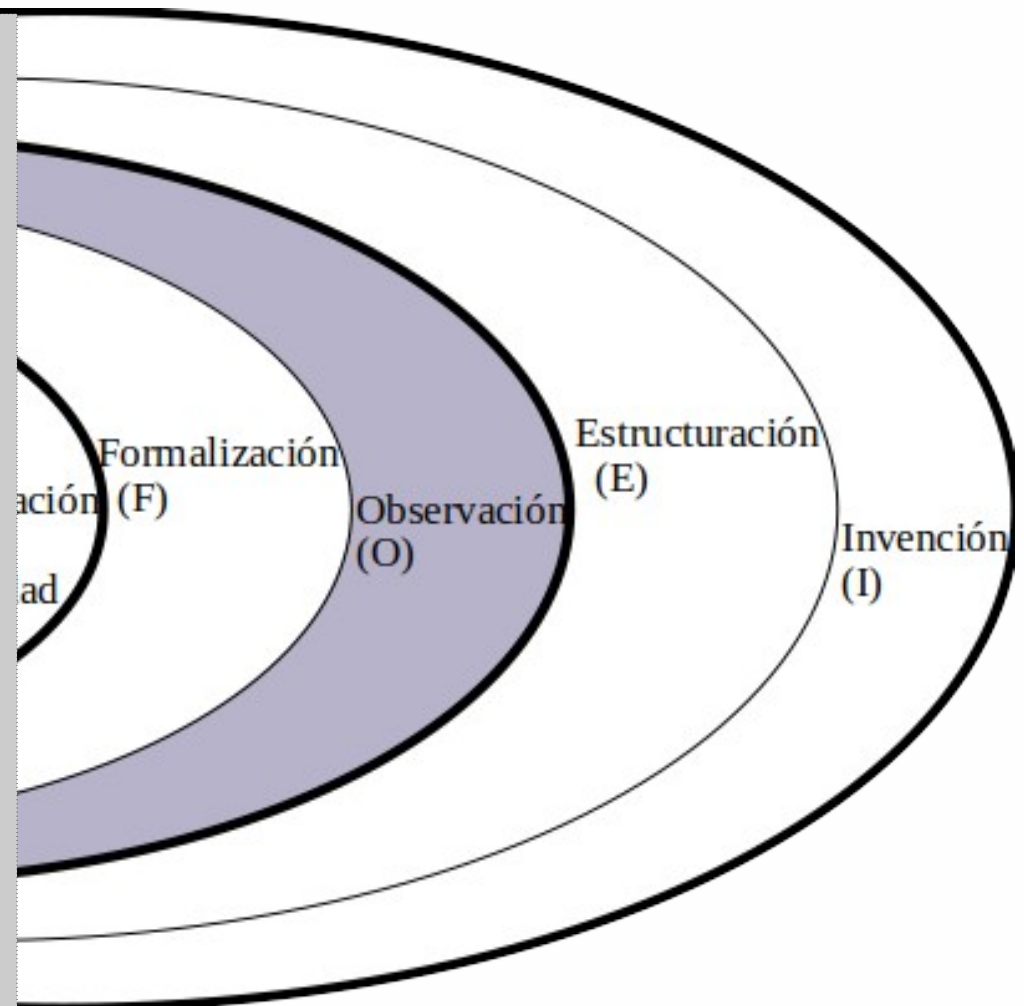 Formalización
(F)
Observación
(O)
Estructuración
(E)
Invención
(I)